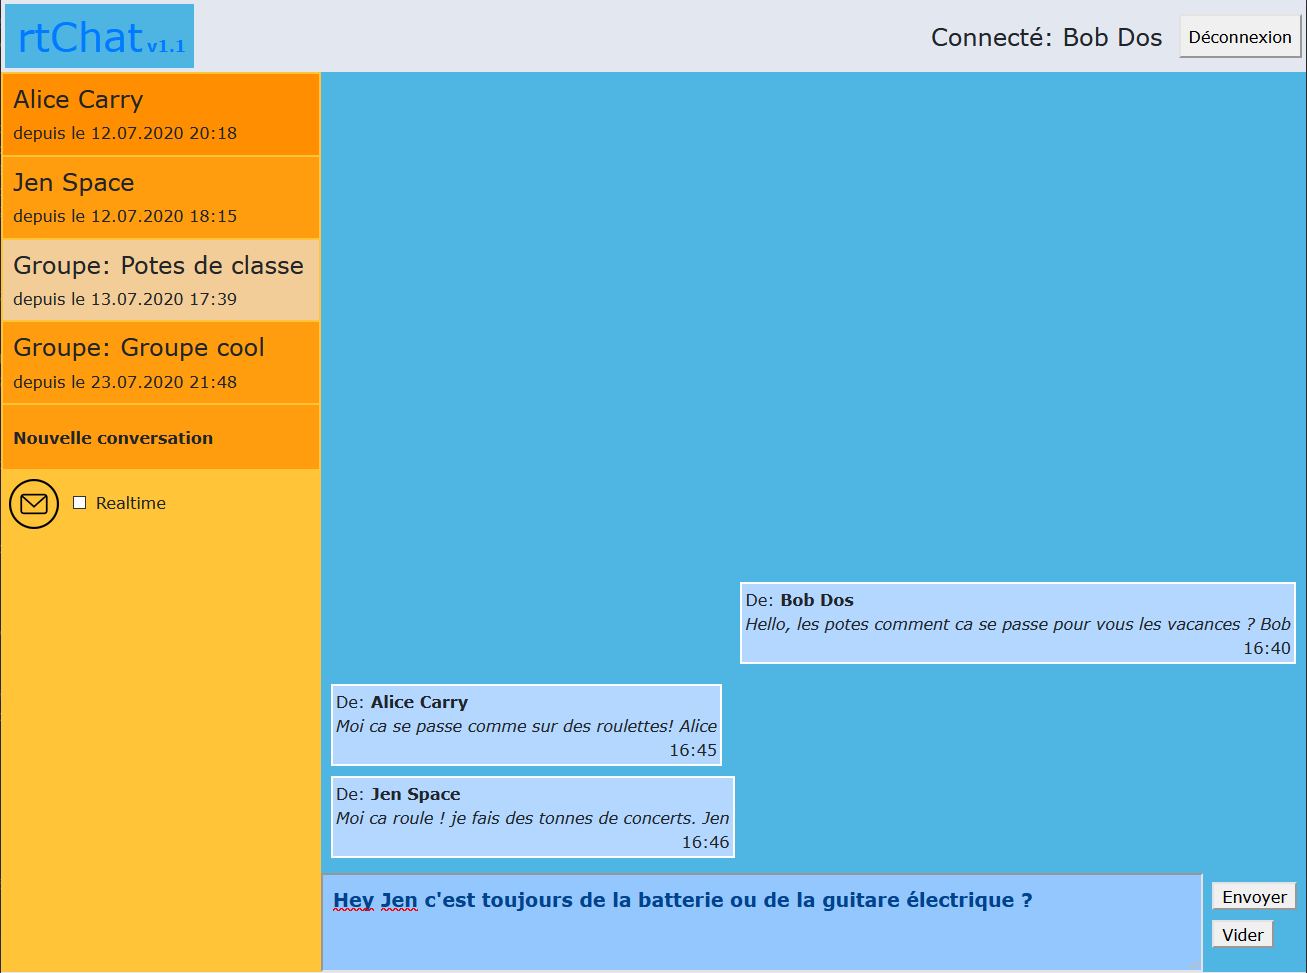 rtChat v1.1
Connecté: Bob Dos
Déconnexion
Alice Carry
depuis le 12.07.2020 20:18
Jen Space
depuis le 12.07.2020 18:15
Groupe: Potes de classe
depuis le 13.07.2020 17:39
Groupe: Groupe cool
depuis le 23.07.2020 21:48
Nouvelle conversation
Realtime
De: Bob Dos
Hello, les potes comment ca se passe pour vous les vacances ? Bob
16:40
De: Alice Carry
Moi ca se passe comme sur des roulettes! Alice
16:45
De: Jen Space
Moi ca roule ! je fais des tonnes de concerts. Jen
16:46
Hey Jen c'est toujours de la batterie ou de la guitare électrique ?
Envoyer
Vider